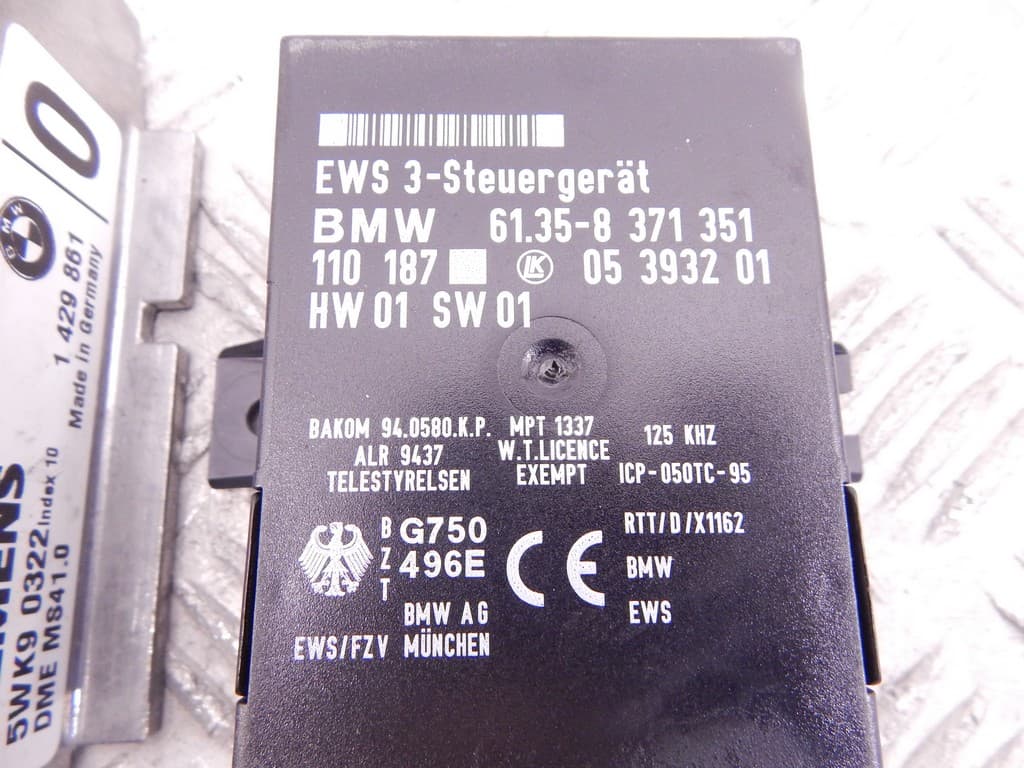 EWS 3-Steuergerät
BMW 61.35-8 371 351
110 187 LK 05 3932 01
HW 01 SW 01
BAKOM 94.0580.K.P.
ALR 9437
TELESTYRELSEN
MPT 1337
W.T.LICENCE
EXEMPT
125 KHZ
ICP-050TC-95
BZT
G750
496E
BMW AG
EWS/FZV MÜNCHEN
CE
RTT/D/X1162
BMW
EWS
0
BMW
1 429 861
Made in Germany
5WK9 0322 Index 10
DME MS41.0